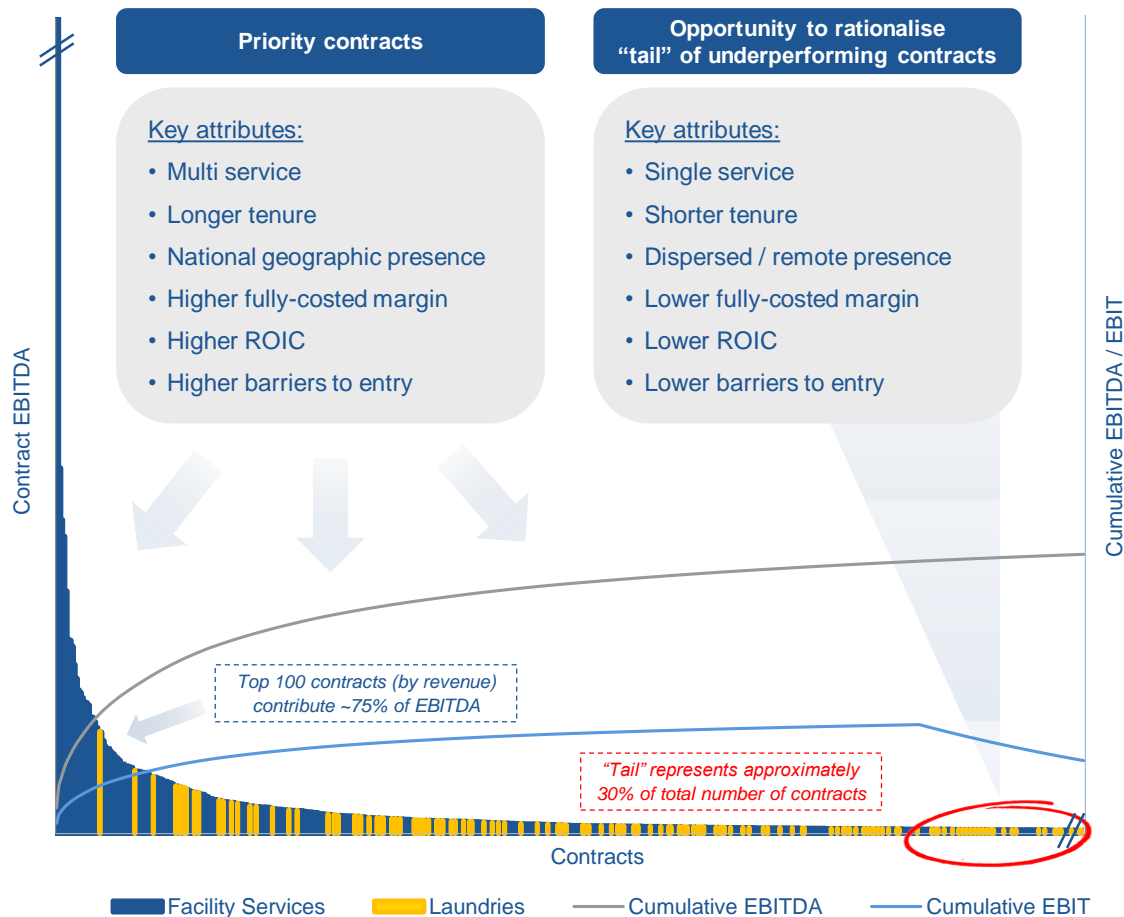 Priority contracts
Opportunity to rationalise
“tail” of underperforming contracts
Key attributes:
• Multi service
• Longer tenure
• National geographic presence
• Higher fully-costed margin
• Higher ROIC
• Higher barriers to entry
Key attributes:
• Single service
• Shorter tenure
• Dispersed / remote presence
• Lower fully-costed margin
• Lower ROIC
• Lower barriers to entry
Contract EBITDA
Cumulative EBITDA / EBIT
Top 100 contracts (by revenue)
contribute ~75% of EBITDA
“Tail” represents approximately
30% of total number of contracts
Contracts
Facility Services
Laundries
Cumulative EBITDA
Cumulative EBIT